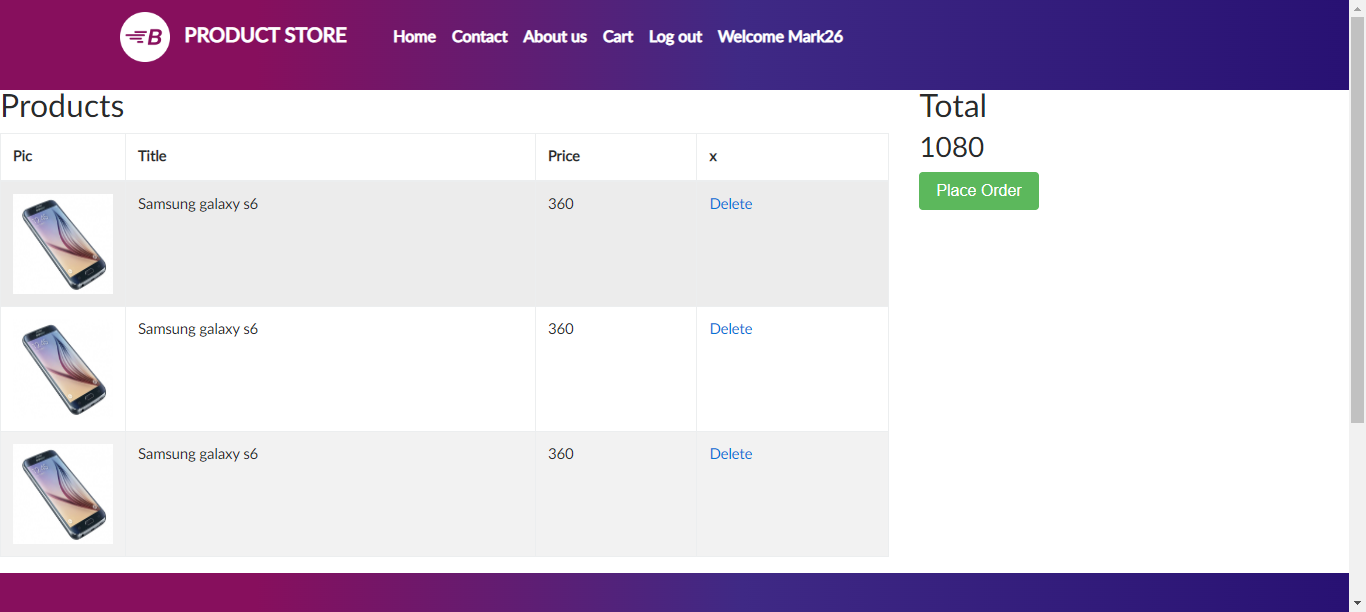 B PRODUCT STORE Home Contact About us Cart Log out Welcome Mark26
Products
Pic Title Price x
Samsung galaxy s6 360 Delete
Samsung galaxy s6 360 Delete
Samsung galaxy s6 360 Delete
Total
1080
Place Order